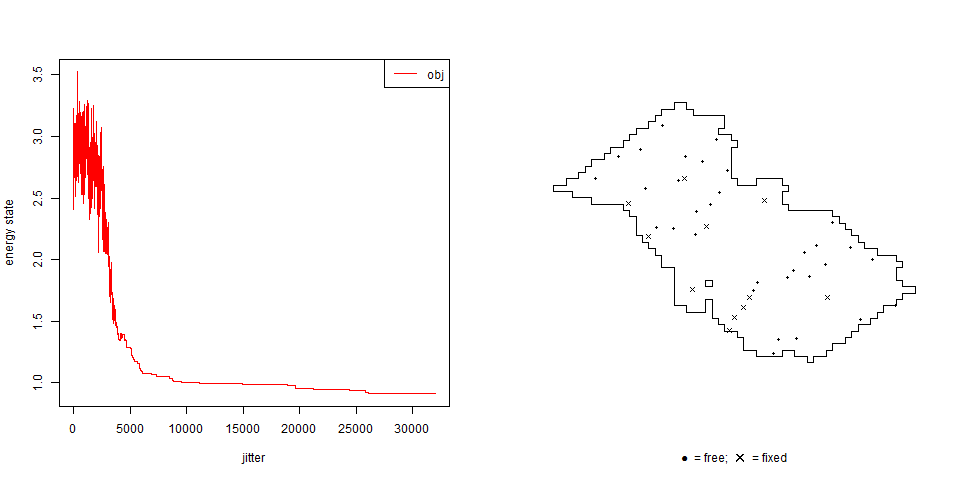 obj
3.5
3.0
2.5
2.0
1.5
1.0
energy state
0 5000 10000 15000 20000 25000 30000
jitter
● = free; × = fixed